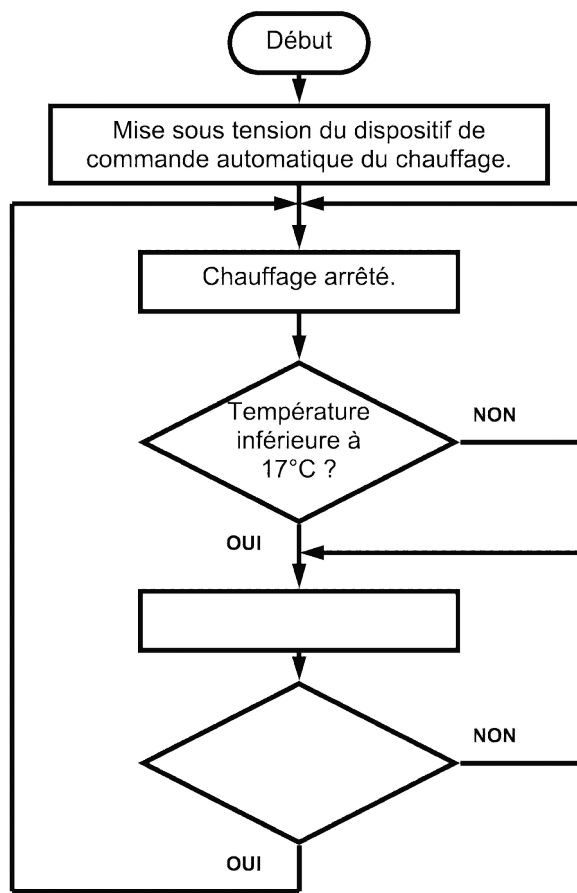 Début
Mise sous tension du dispositif de
commande automatique du chauffage.
Chauffage arrêté.
Température
inférieure à
17°C ?
NON
OUI
NON
OUI